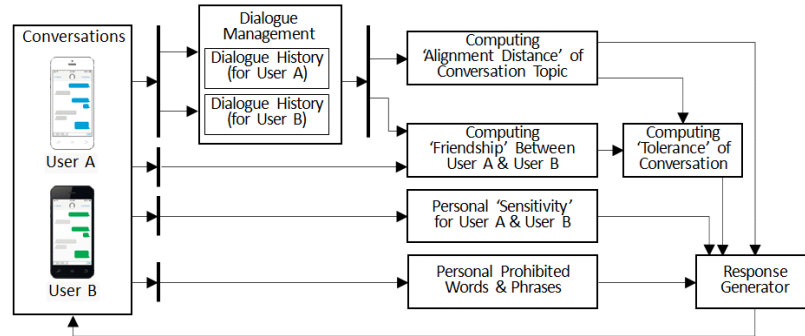 Conversations
User A
User B
Dialogue
Management
Dialogue History
(for User A)
Dialogue History
(for User B)
Computing
‘Alignment Distance’ of
Conversation Topic
Computing
‘Friendship’ Between
User A & User B
Computing
‘Tolerance’ of
Conversation
Personal ‘Sensitivity’
for User A & User B
Personal Prohibited
Words & Phrases
Response
Generator